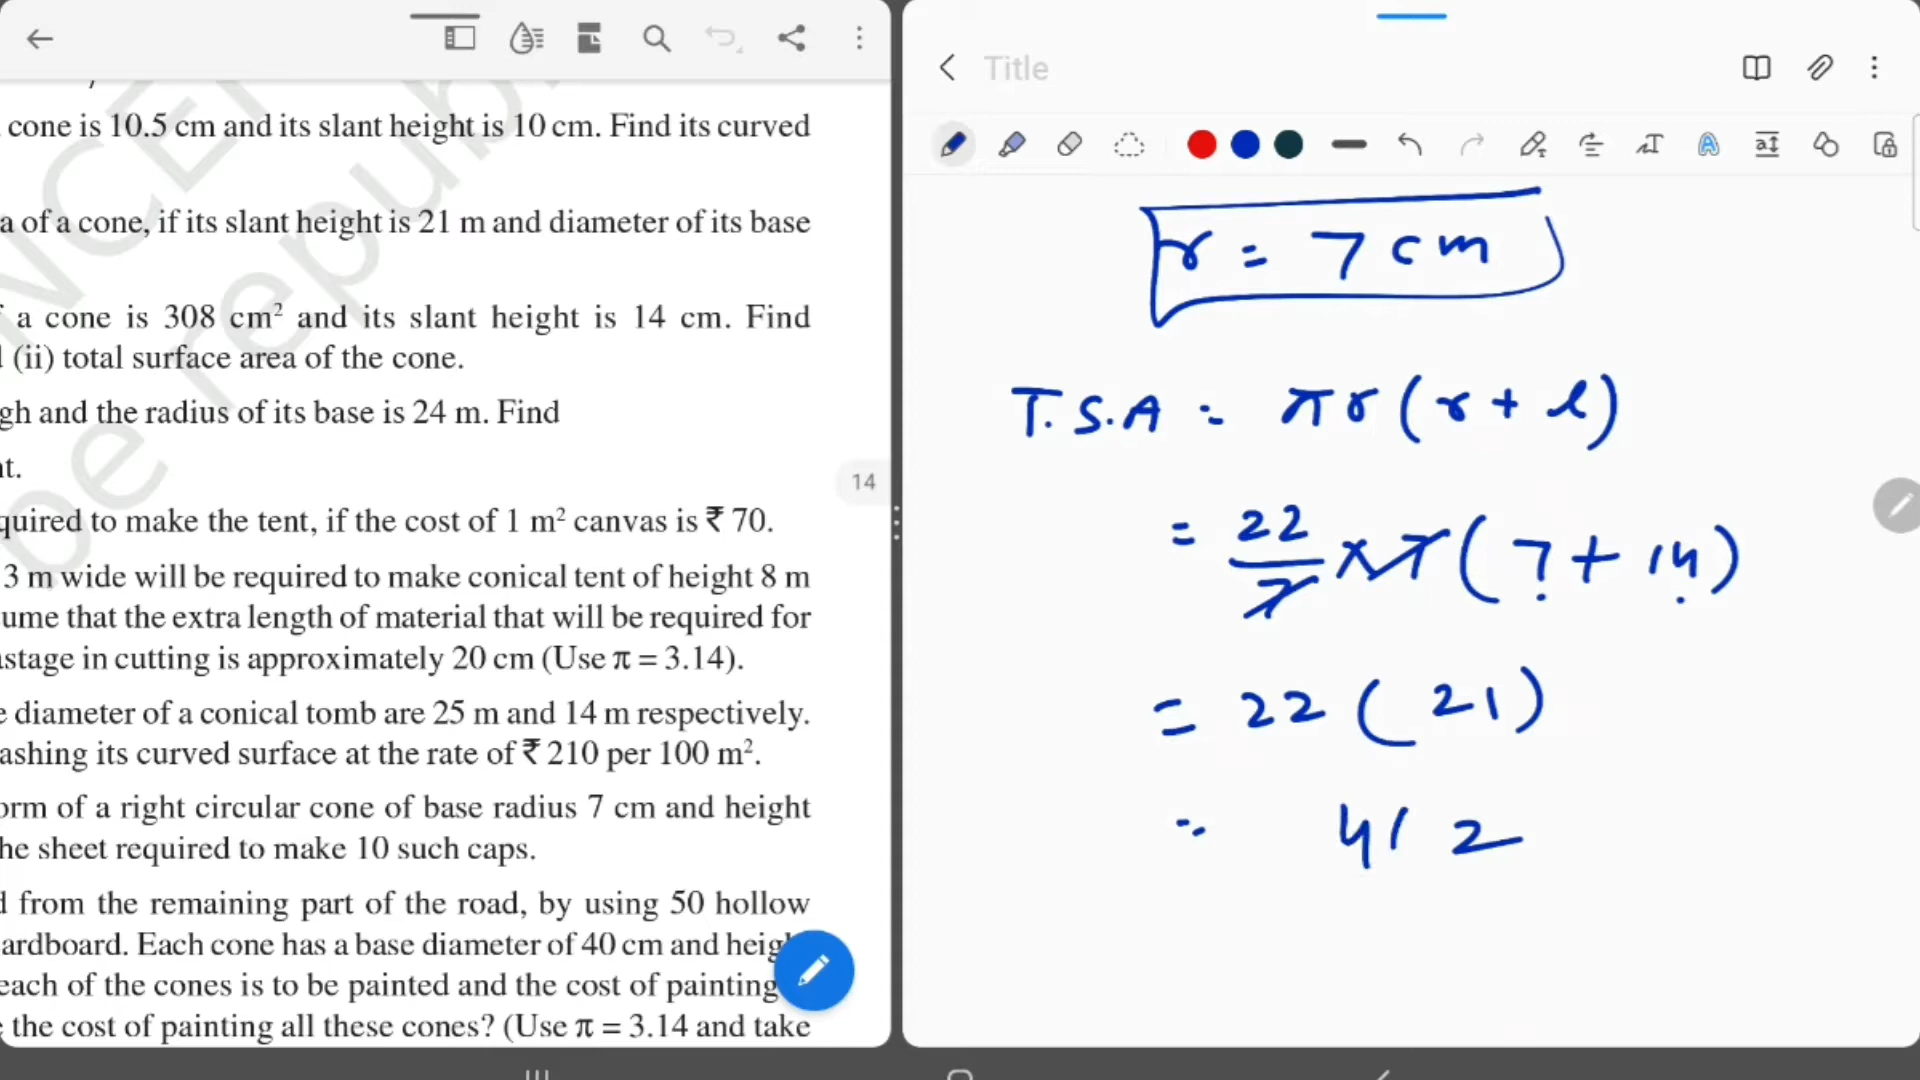 Title
cone is 10.5 cm and its slant height is 10 cm. Find its curved
a of a cone, if its slant height is 21 m and diameter of its base
a cone is 308 cm² and its slant height is 14 cm. Find
(ii) total surface area of the cone.
gh and the radius of its base is 24 m. Find
nt.
14
quired to make the tent, if the cost of 1 m² canvas is ₹ 70.
3 m wide will be required to make conical tent of height 8 m
ume that the extra length of material that will be required for
astage in cutting is approximately 20 cm (Use π = 3.14).
e diameter of a conical tomb are 25 m and 14 m respectively.
ashing its curved surface at the rate of ₹ 210 per 100 m².
orm of a right circular cone of base radius 7 cm and height
he sheet required to make 10 such caps.
d from the remaining part of the road, by using 50 hollow
ardboard. Each cone has a base diameter of 40 cm and heigh
each of the cones is to be painted and the cost of painting
the cost of painting all these cones? (Use π = 3.14 and take
r = 7 cm
T.S.A = πr(r + l)
= 22/7 × 7 (7 + 14)
= 22 (21)
= 41 2